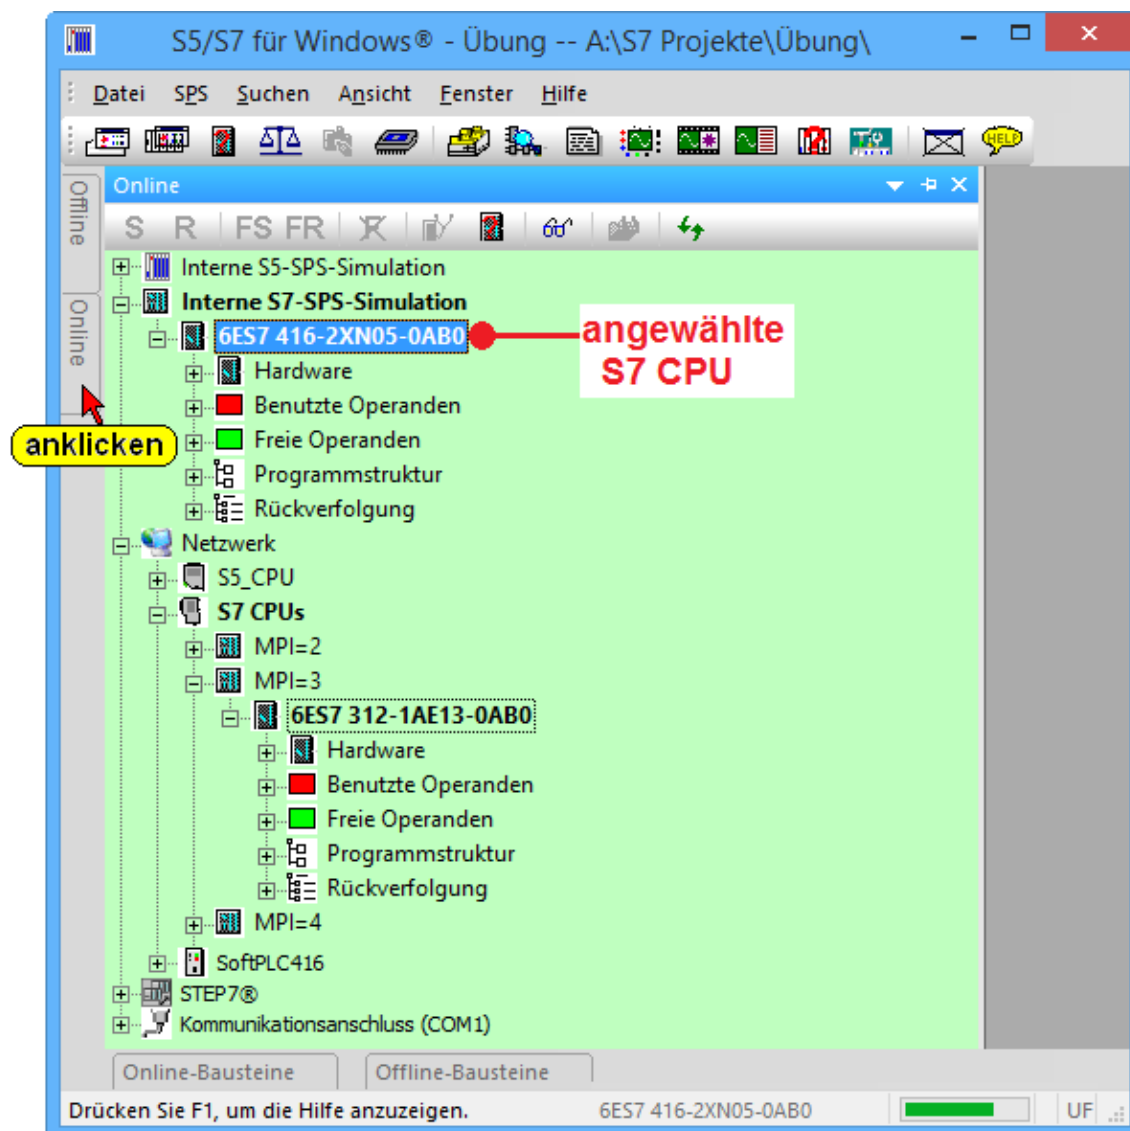 S5/S7 für Windows® - Übung -- A:\S7 Projekte\Übung\
Datei SPS Suchen Ansicht Fenster Hilfe
HELP
Offline
Online
Online
S R FS FR
Interne S5-SPS-Simulation
Interne S7-SPS-Simulation
6ES7 416-2XN05-0AB0
angewählte
S7 CPU
Hardware
Benutzte Operanden
anklicken
Freie Operanden
Programmstruktur
Rückverfolgung
Netzwerk
S5_CPU
S7 CPUs
MPI=2
MPI=3
6ES7 312-1AE13-0AB0
Hardware
Benutzte Operanden
Freie Operanden
Programmstruktur
Rückverfolgung
MPI=4
SoftPLC416
STEP7®
Kommunikationsanschluss (COM1)
Online-Bausteine Offline-Bausteine
Drücken Sie F1, um die Hilfe anzuzeigen. 6ES7 416-2XN05-0AB0 UF